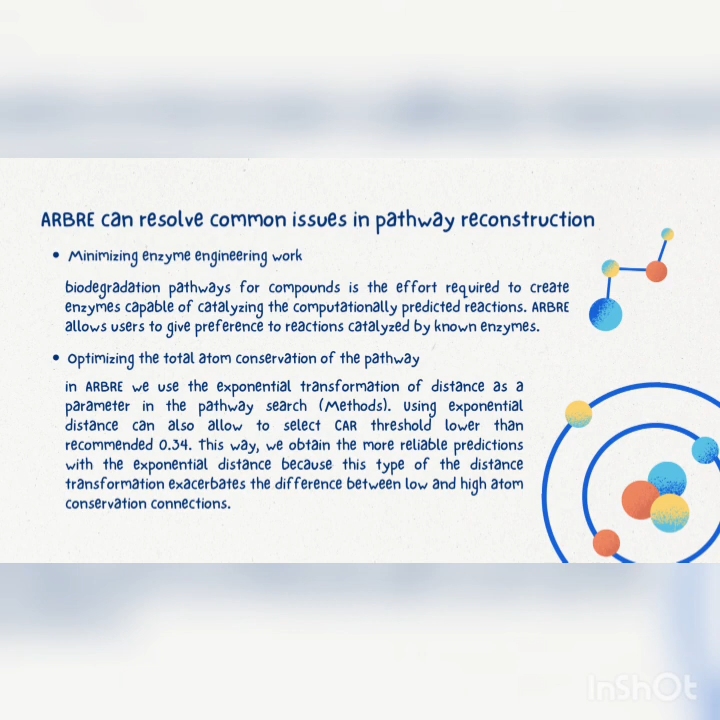 ARBRE can resolve common issues in pathway reconstruction
• Minimizing enzyme engineering work
biodegradation pathways for compounds is the effort required to create
enzymes capable of catalyzing the computationally predicted reactions. ARBRE
allows users to give preference to reactions catalyzed by known enzymes.
• Optimizing the total atom conservation of the pathway
in ARBRE we use the exponential transformation of distance as a
parameter in the pathway search (Methods). Using exponential
distance can also allow to select CAR threshold lower than
recommended 0.34. This way, we obtain the more reliable predictions
with the exponential distance because this type of the distance
transformation exacerbates the difference between low and high atom
conservation connections.
InShOt